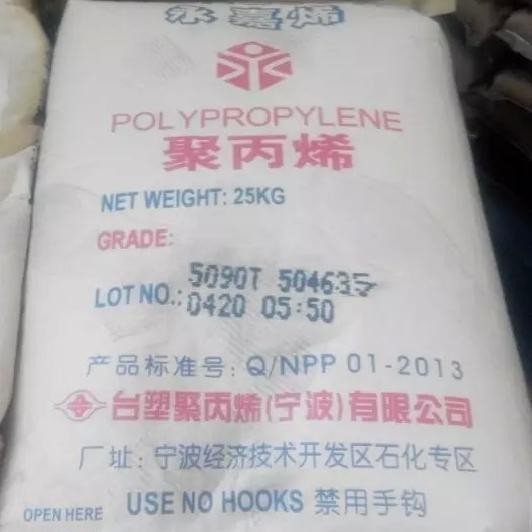 永嘉烯
POLYPROPYLENE
聚丙烯
NET WEIGHT: 25KG
GRADE:
5090T 504635
LOT NO.: 0420 05:50
产品标准号: Q/NPP 01-2013
台塑聚丙烯(宁波)有限公司
厂址: 宁波经济技术开发区石化专区
OPEN HERE USE NO HOOKS 禁用手钩